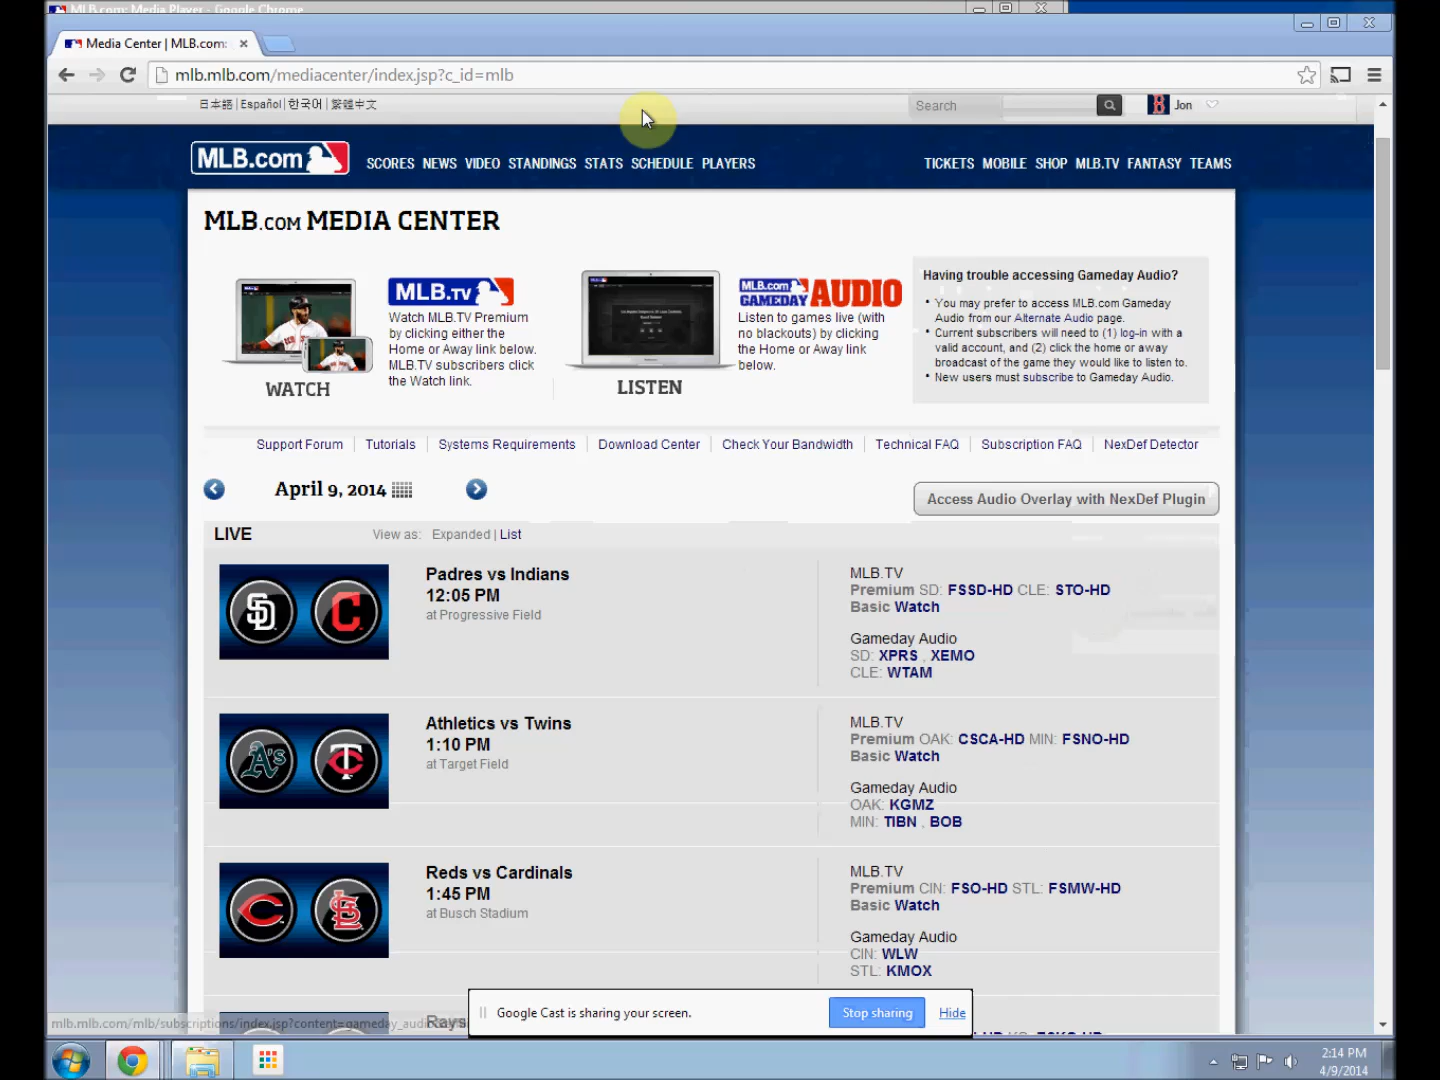 MLB.com: Media Player - Google Chrome
Media Center | MLB.com:
mlb.mlb.com/mediacenter/index.jsp?c_id=mlb
日本語 | Español | 한국어 | 繁體中文
Search
Jon
MLB.com
SCORES NEWS VIDEO STANDINGS STATS SCHEDULE PLAYERS
TICKETS MOBILE SHOP MLB.TV FANTASY TEAMS
MLB.COM MEDIA CENTER
WATCH
MLB.TV
Watch MLB.TV Premium
by clicking either the
Home or Away link below.
MLB.TV subscribers click
the Watch link.
LISTEN
MLB.com
GAMEDAY AUDIO
Listen to games live (with
no blackouts) by clicking
the Home or Away link
below.
Having trouble accessing Gameday Audio?
• You may prefer to access MLB.com Gameday
Audio from our Alternate Audio page.
• Current subscribers will need to (1) log-in with a
valid account, and (2) click the home or away
broadcast of the game they would like to listen to.
• New users must subscribe to Gameday Audio.
Support Forum Tutorials Systems Requirements Download Center Check Your Bandwidth Technical FAQ Subscription FAQ NexDef Detector
April 9, 2014
Access Audio Overlay with NexDef Plugin
LIVE
View as: Expanded | List
Padres vs Indians
12:05 PM
at Progressive Field
MLB.TV
Premium SD: FSSD-HD CLE: STO-HD
Basic Watch
Gameday Audio
SD: XPRS , XEMO
CLE: WTAM
Athletics vs Twins
1:10 PM
at Target Field
MLB.TV
Premium OAK: CSCA-HD MIN: FSNO-HD
Basic Watch
Gameday Audio
OAK: KGMZ
MIN: TIBN , BOB
Reds vs Cardinals
1:45 PM
at Busch Stadium
MLB.TV
Premium CIN: FSO-HD STL: FSMW-HD
Basic Watch
Gameday Audio
CIN: WLW
STL: KMOX
Google Cast is sharing your screen.
Stop sharing
Hide
Rays
2:14 PM
4/9/2014